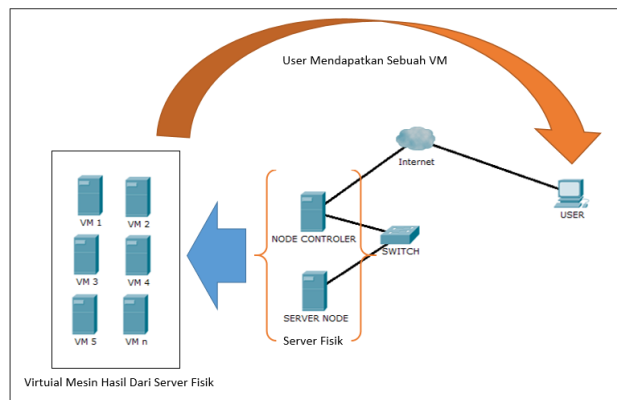 User Mendapatkan Sebuah VM
Internet
USER
VM 1
VM 2
NODE CONTROLER
SWITCH
VM 3
VM 4
SERVER NODE
VM 5
VM n
Server Fisik
Virtuial Mesin Hasil Dari Server Fisik